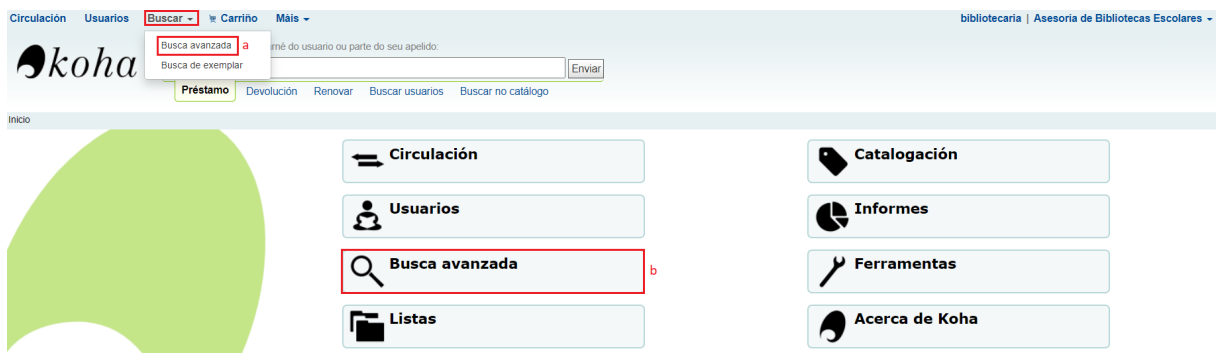 Circulación Usuarios Buscar Carriño Máis bibliotecaria | Asesoría de Bibliotecas Escolares
Busca avanzada a
rné do usuario ou parte do seu apelido:
koha
Busca de exemplar
Enviar
Préstamo Devolución Renovar Buscar usuarios Buscar no catálogo
Inicio
Circulación Catalogación
Usuarios Informes
Busca avanzada b Ferramentas
Listas Acerca de Koha